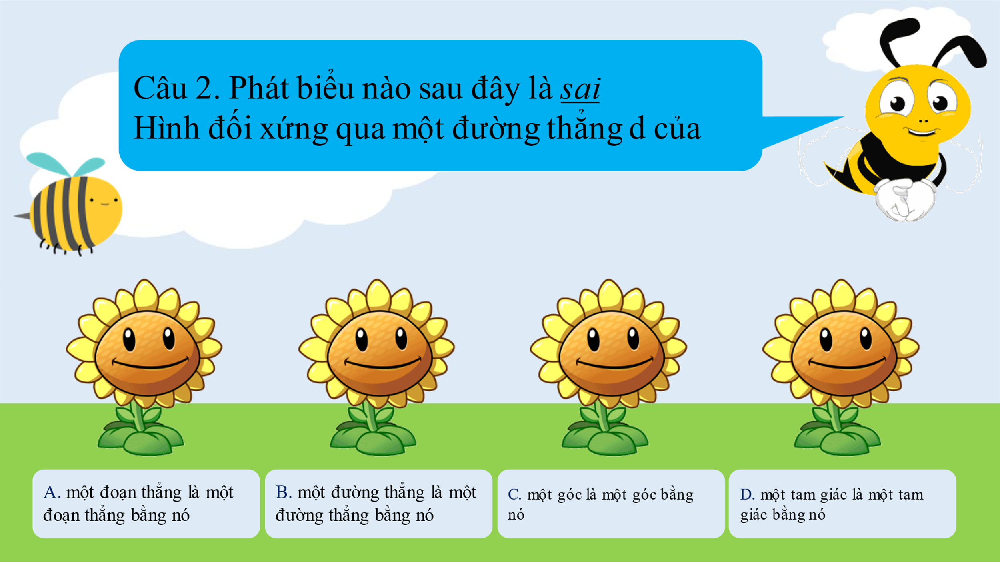 Câu 2. Phát biểu nào sau đây là sai
Hình đối xứng qua một đường thẳng d của
A. một đoạn thẳng là một
đoạn thẳng bằng nó
B. một đường thẳng là một
đường thẳng bằng nó
C. một góc là một góc bằng
nó
D. một tam giác là một tam
giác bằng nó